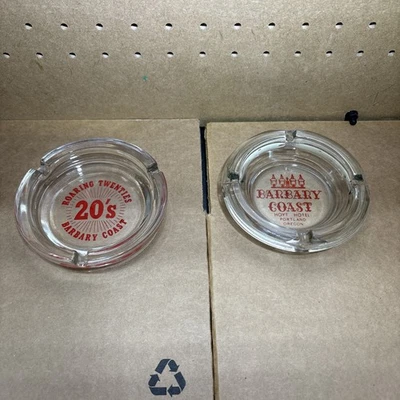 ROARING TWENTIES
20's
BARBARY COAST
BARBARY
COAST
HOYT HOTEL
PORTLAND
OREGON